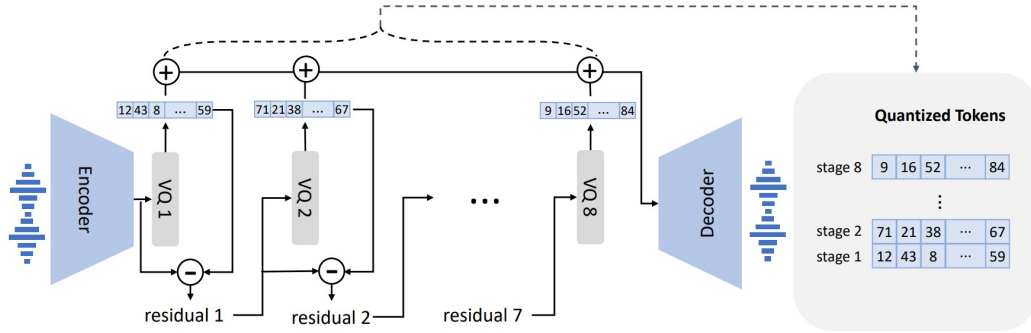 12 43 8 ... 59
71 21 38 ... 67
9 16 52 ... 84
Encoder
VQ 1
VQ 2
...
VQ 8
Decoder
residual 1
residual 2
residual 7
Quantized Tokens
stage 8 9 16 52 ... 84
⋮
stage 2 71 21 38 ... 67
stage 1 12 43 8 ... 59